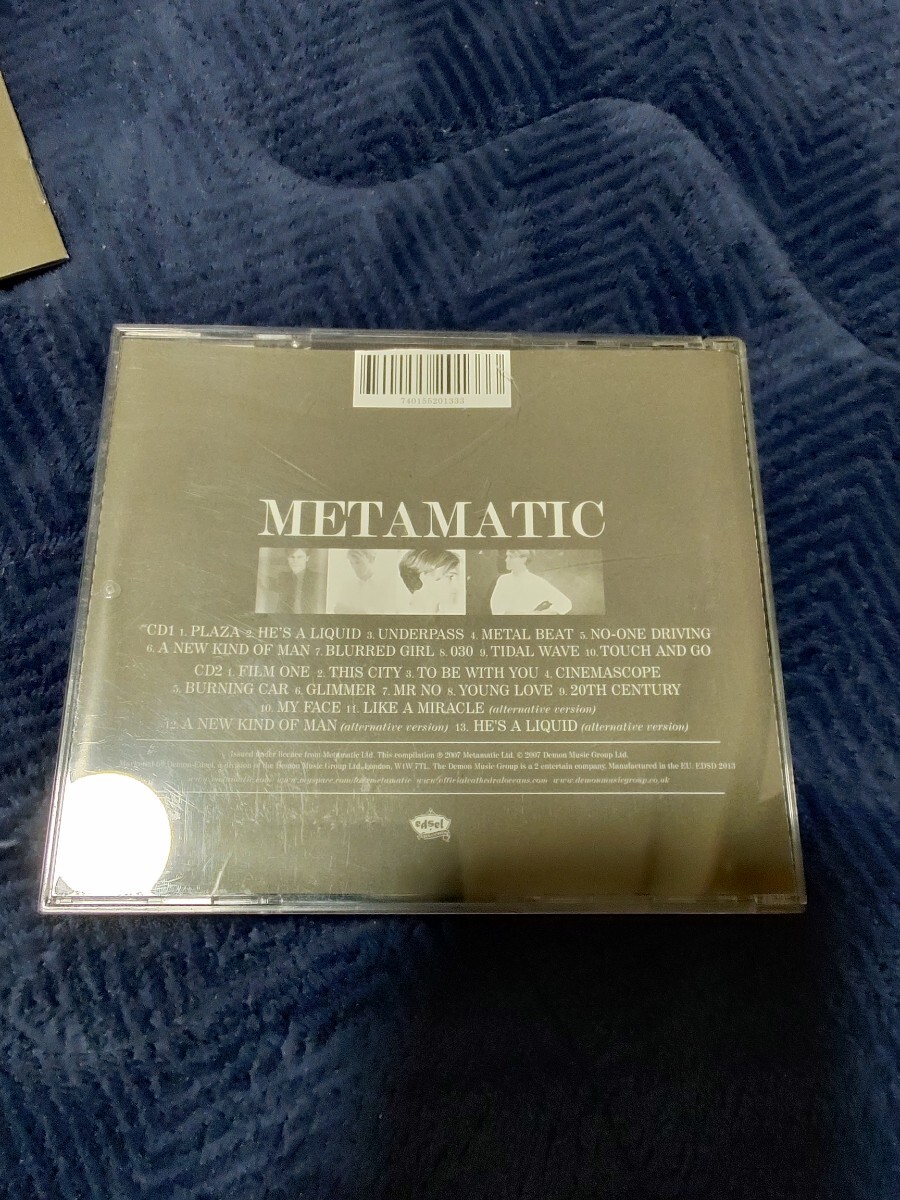 740155201333
METAMATIC
CD1 1. PLAZA 2. HE'S A LIQUID 3. UNDERPASS 4. METAL BEAT 5. NO-ONE DRIVING
6. A NEW KIND OF MAN 7. BLURRED GIRL 8. 030 9. TIDAL WAVE 10. TOUCH AND GO
CD2 1. FILM ONE 2. THIS CITY 3. TO BE WITH YOU 4. CINEMASCOPE
5. BURNING CAR 6. GLIMMER 7. MR NO 8. YOUNG LOVE 9. 20TH CENTURY
10. MY FACE 11. LIKE A MIRACLE (alternative version)
12. A NEW KIND OF MAN (alternative version) 13. HE'S A LIQUID (alternative version)
Issued under licence from Metamatic Ltd. This compilation ℗ 2007 Metamatic Ltd. © 2007 Demon Music Group Ltd.
Marketed by Demon/Edsel, a division of the Demon Music Group Ltd, London, W1W 7TL. The Demon Music Group is a 2 entertain company. Manufactured in the EU. EDSD 2013
www.demonmusicgroup.co.uk
edsel